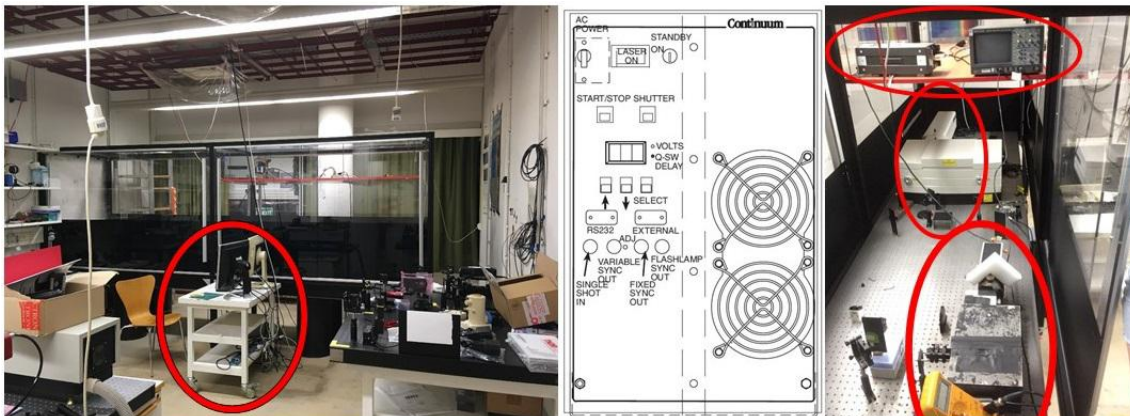 AC
POWER
Continuum
STANDBY
ON
LASER
ON
START/STOP SHUTTER
VOLTS
Q-SW
DELAY
SELECT
RS232
EXTERNAL
ADJ
VARIABLE
SYNC
OUT
FLASHLAMP
SYNC
OUT
SINGLE
SHOT
IN
FIXED
SYNC
OUT